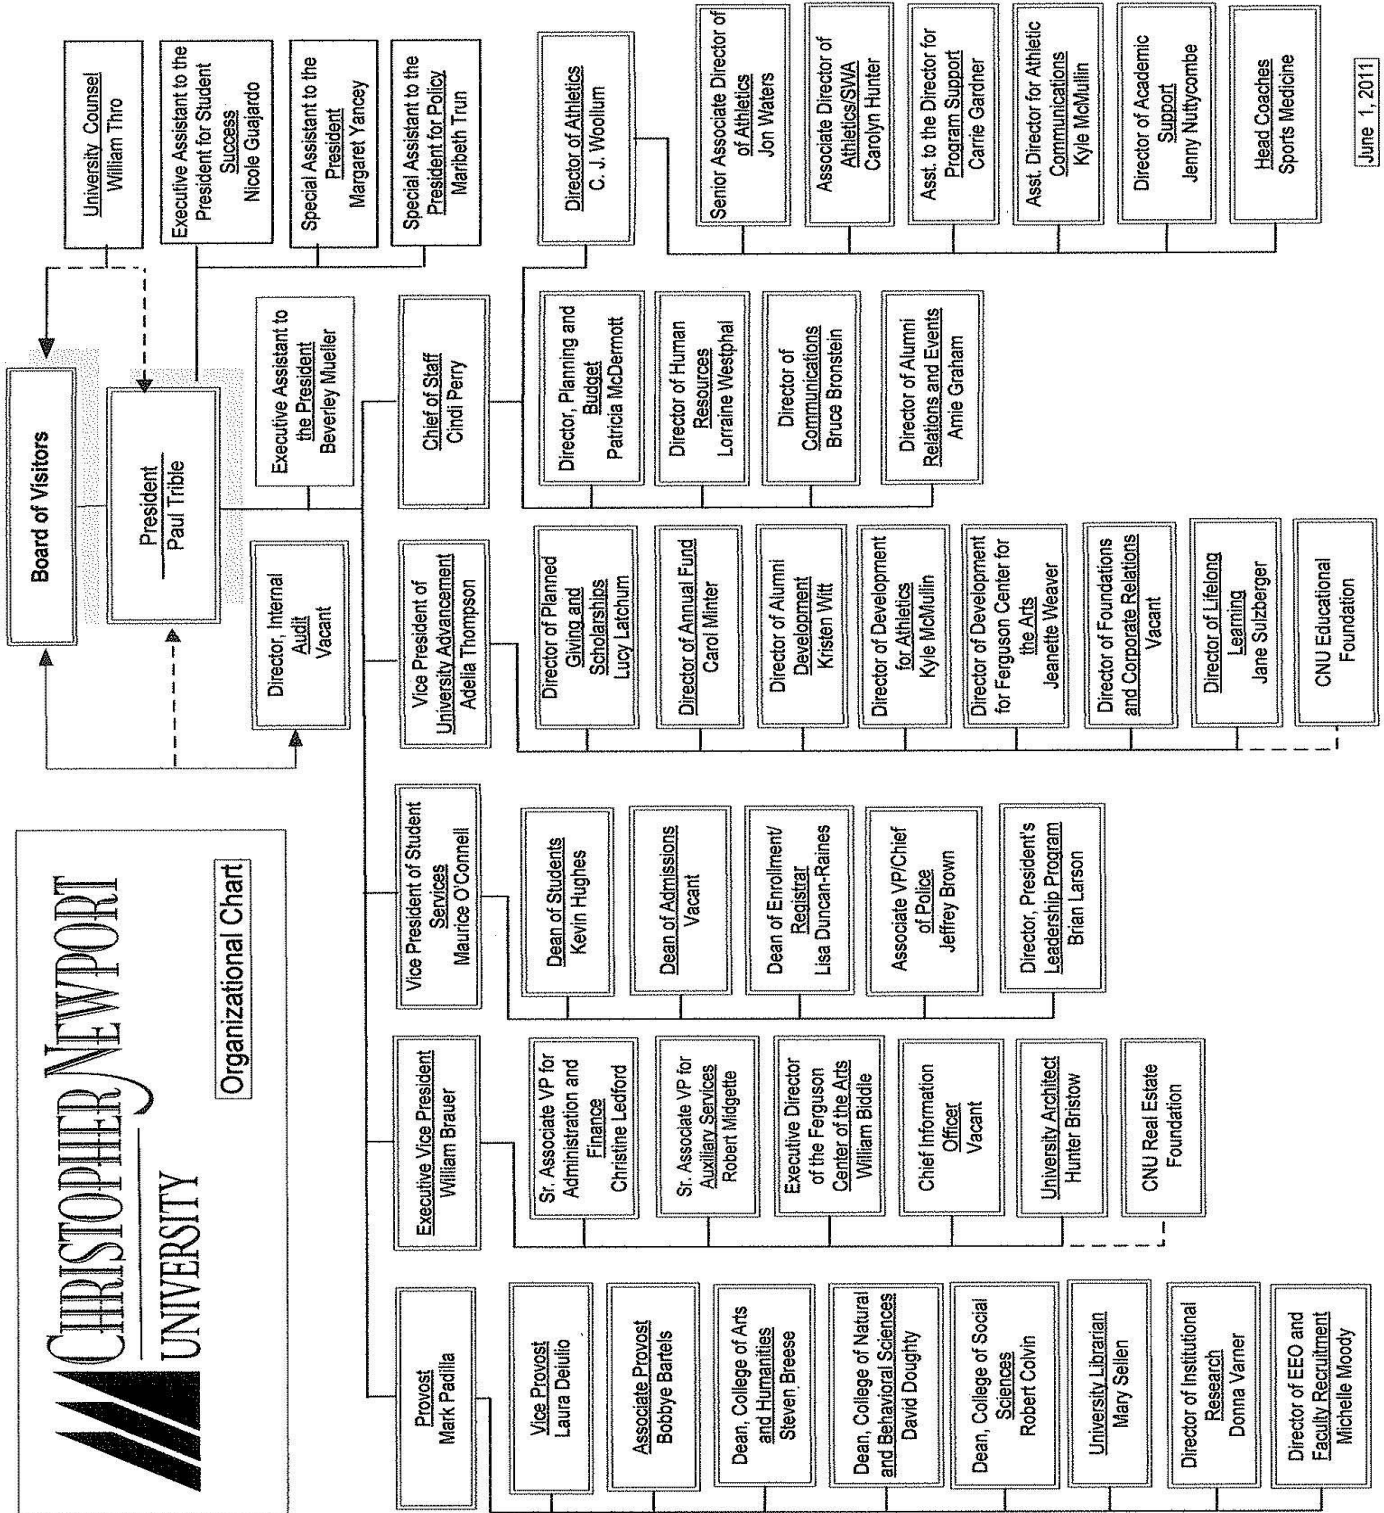 CHRISTOPHER NEWPORT
UNIVERSITY
Organizational Chart
Board of Visitors
President
Paul Trible
University Counsel
William Thro
Executive Assistant to the
President for Student
Success
Nicole Guajardo
Special Assistant to the
President
Margaret Yancey
Special Assistant to the
President for Policy
Maribeth Trun
Director, Internal
Audit
Vacant
Executive Assistant to
the President
Beverley Mueller
Provost
Mark Padilla
Vice Provost
Laura Deiulio
Associate Provost
Bobbye Bartels
Dean, College of Arts
and Humanities
Steven Breese
Dean, College of Natural
and Behavioral Sciences
David Doughty
Dean, College of Social
Sciences
Robert Colvin
University Librarian
Mary Sellen
Director of Institutional
Research
Donna Varner
Director of EEO and
Faculty Recruitment
Michelle Moody
Executive Vice President
William Brauer
Sr. Associate VP for
Administration and
Finance
Christine Ledford
Sr. Associate VP for
Auxiliary Services
Robert Midgette
Executive Director
of the Ferguson
Center of the Arts
William Biddle
Chief Information
Officer
Vacant
University Architect
Hunter Bristow
CNU Real Estate
Foundation
Vice President of Student
Services
Maurice O'Connell
Dean of Students
Kevin Hughes
Dean of Admissions
Vacant
Dean of Enrollment/
Registrar
Lisa Duncan-Raines
Associate VP/Chief
of Police
Jeffrey Brown
Director, President's
Leadership Program
Brian Larson
Vice President of
University Advancement
Adelia Thompson
Director of Planned
Giving and
Scholarships
Lucy Latchum
Director of Annual Fund
Carol Minter
Director of Alumni
Development
Kristen Witt
Director of Development
for Athletics
Kyle McMullin
Director of Development
for Ferguson Center for
the Arts
Jeanette Weaver
Director of Foundations
and Corporate Relations
Vacant
Director of Lifelong
Learning
Jane Sulzberger
CNU Educational
Foundation
Chief of Staff
Cindi Perry
Director, Planning and
Budget
Patricia McDermott
Director of Human
Resources
Lorraine Westphal
Director of
Communications
Bruce Bronstein
Director of Alumni
Relations and Events
Amie Graham
Director of Athletics
C. J. Woollum
Senior Associate Director
of Athletics
Jon Waters
Associate Director of
Athletics/SWA
Carolyn Hunter
Asst. to the Director for
Program Support
Carrie Gardner
Asst. Director for Athletic
Communications
Kyle McMullin
Director of Academic
Support
Jenny Nuttycombe
Head Coaches
Sports Medicine
June 1, 2011